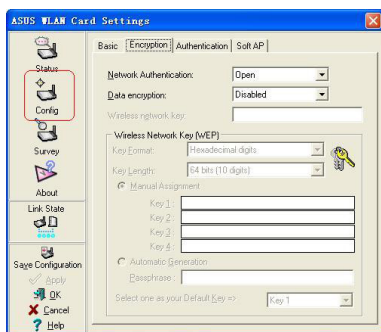 ASUS WLAN Card Settings
Status
Config
Survey
About
Link State
Save Configuration
Apply
OK
Cancel
Help
Basic Encryption Authentication Soft AP
Network Authentication: Open
Data encryption: Disabled
Wireless network key:
Wireless Network Key (WEP)
Key Format: Hexadecimal digits
Key Length: 64 bits (10 digits)
Manual Assignment
Key 1:
Key 2:
Key 3:
Key 4:
Automatic Generation
Passphrase:
Select one as your Default Key => Key 1